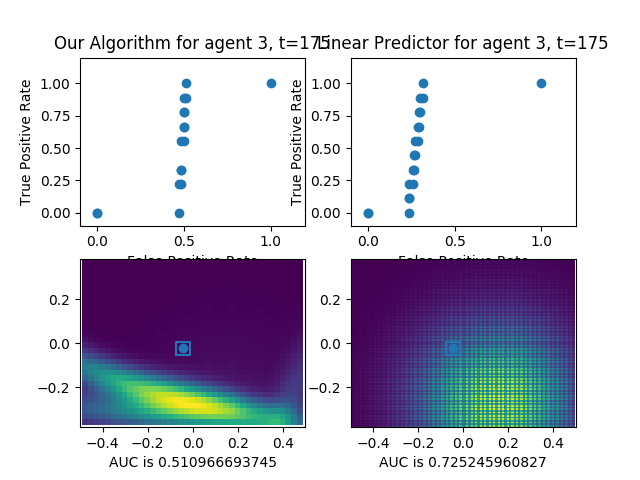 Our Algorithm for agent 3, t=175
Linear Predictor for agent 3, t=175
True Positive Rate
1.00
0.75
0.50
0.25
0.00
0.0 0.5 1.0
False Positive Rate
True Positive Rate
1.00
0.75
0.50
0.25
0.00
0.0 0.5 1.0
False Positive Rate
0.2
0.0
−0.2
−0.4 −0.2 0.0 0.2 0.4
AUC is 0.510966693745
0.2
0.0
−0.2
−0.4 −0.2 0.0 0.2 0.4
AUC is 0.725245960827